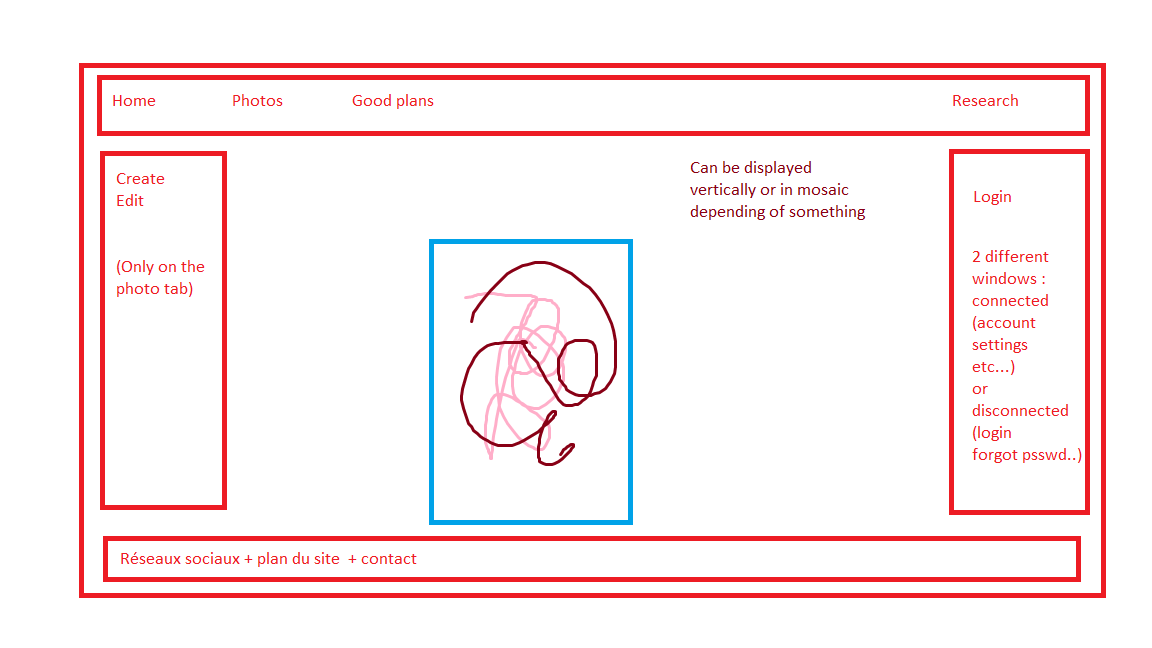 Home Photos Good plans Research
Create
Edit
(Only on the
photo tab)
Can be displayed
vertically or in mosaic
depending of something
Login
2 different
windows :
connected
(account
settings
etc...)
or
disconnected
(login
forgot psswd..)
Réseaux sociaux + plan du site + contact